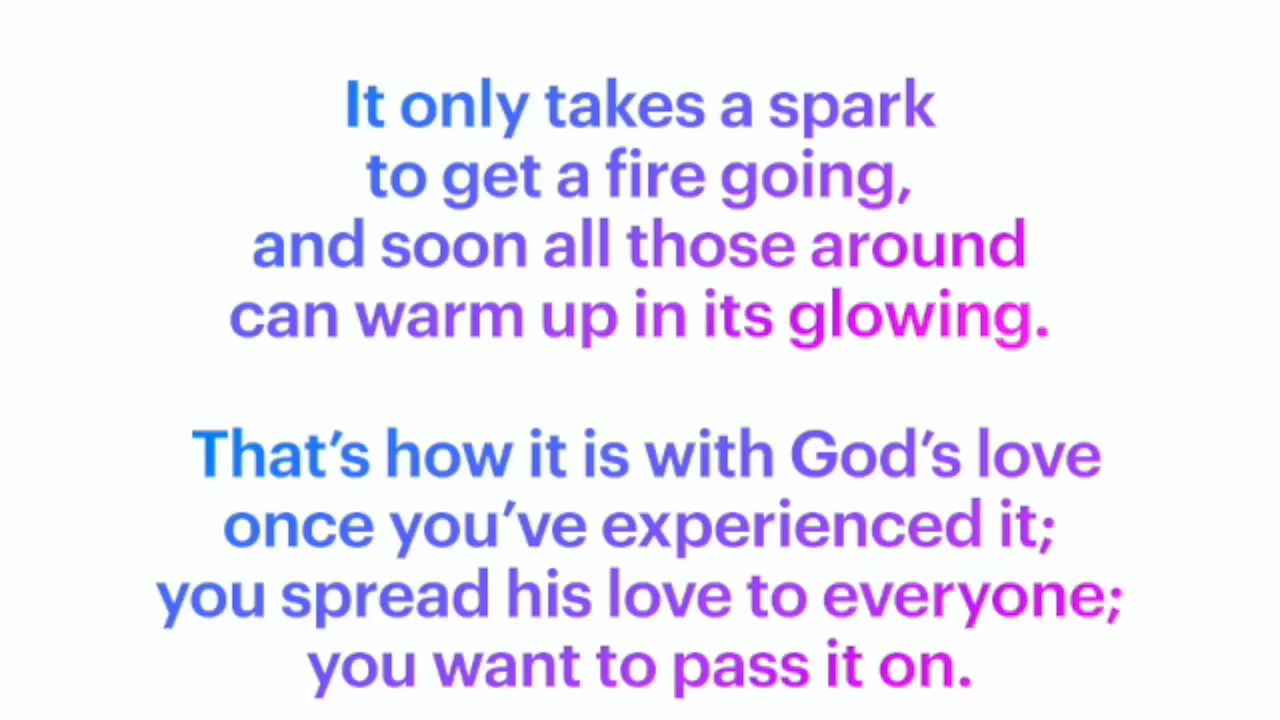 It only takes a spark
to get a fire going,
and soon all those around
can warm up in its glowing.
That’s how it is with God’s love
once you’ve experienced it;
you spread his love to everyone;
you want to pass it on.